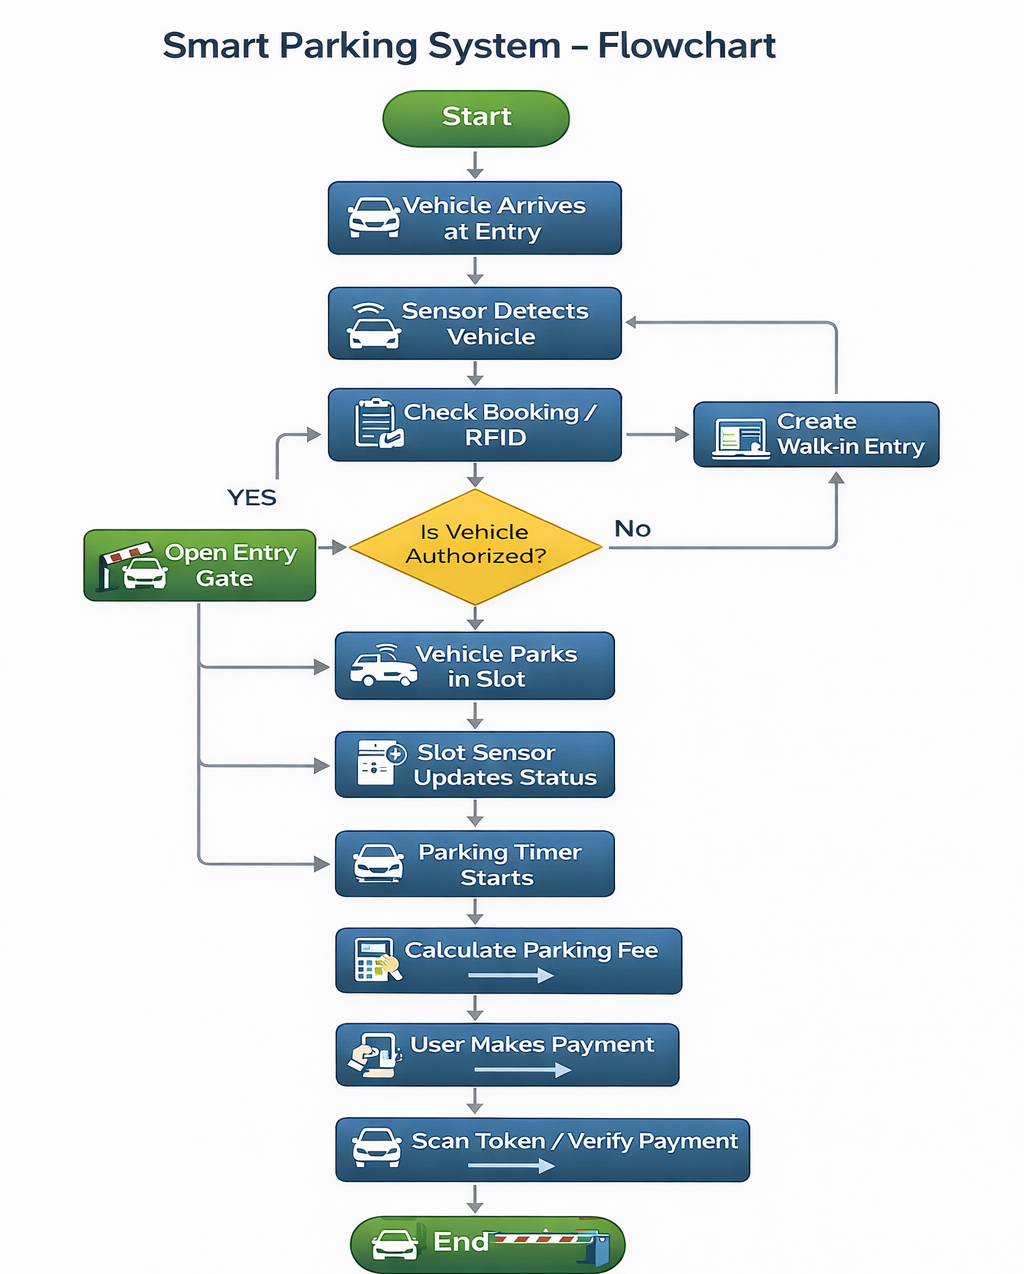 Smart Parking System – Flowchart
Start
Vehicle Arrives
at Entry
Sensor Detects
Vehicle
Check Booking /
RFID
Create
Walk-in Entry
YES
Is Vehicle
Authorized?
No
Open Entry
Gate
Vehicle Parks
in Slot
Slot Sensor
Updates Status
Parking Timer
Starts
Calculate Parking Fee
User Makes Payment
Scan Token / Verify Payment
End